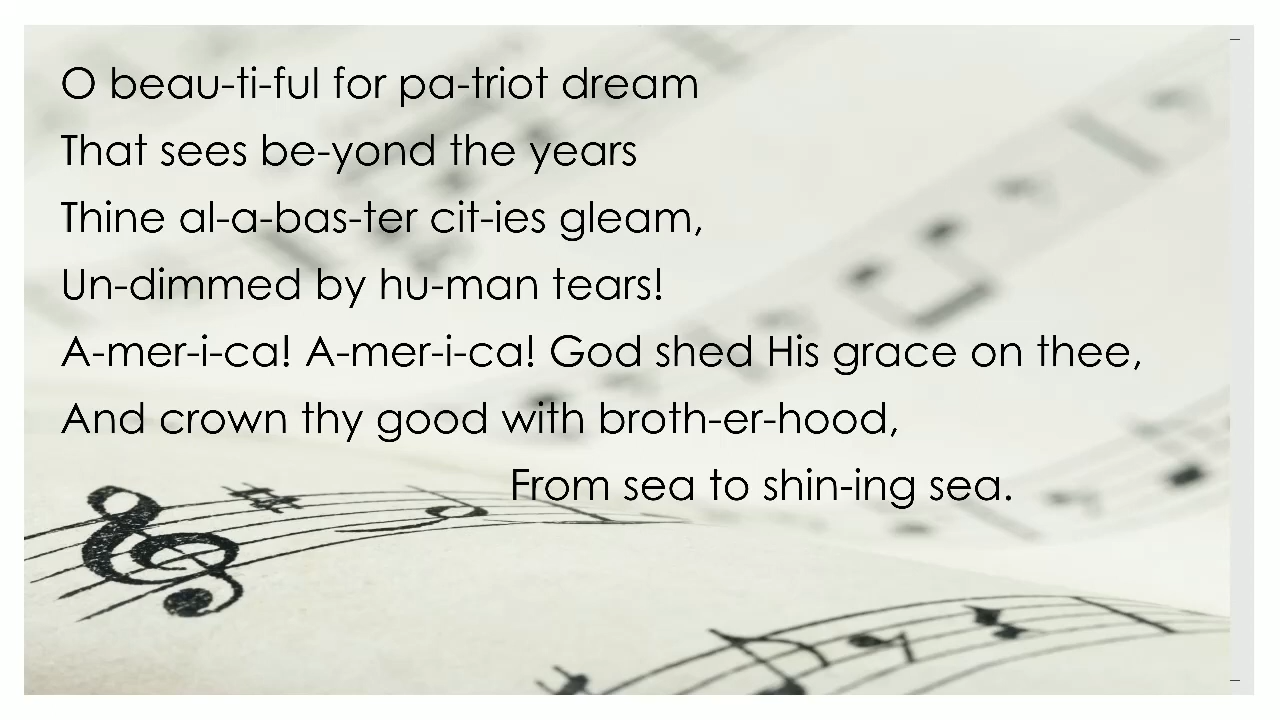 O beau-ti-ful for pa-triot dream
That sees be-yond the years
Thine al-a-bas-ter cit-ies gleam,
Un-dimmed by hu-man tears!
A-mer-i-ca! A-mer-i-ca! God shed His grace on thee,
And crown thy good with broth-er-hood,
From sea to shin-ing sea.